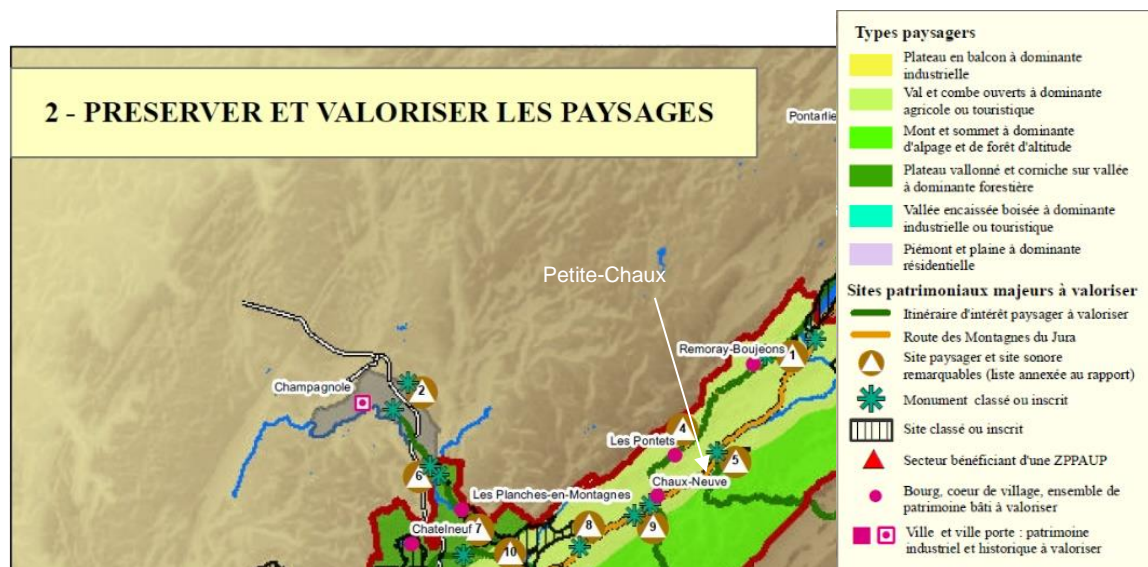 2 - PRESERVER ET VALORISER LES PAYSAGES
Pontarlie
Petite-Chaux
Remoray-Boujeons
1
Champagnole
2
4
Les Pontets
5
6
Chaux-Neuve
Les Planches-en-Montagnes
Chatelneuf
7
8
9
10
Types paysagers
Plateau en balcon à dominante
industrielle
Val et combe ouverts à dominante
agricole ou touristique
Mont et sommet à dominante
d'alpage et de forêt d'altitude
Plateau vallonné et corniche sur vallée
à dominante forestière
Vallée encaissée boisée à dominante
industrielle ou touristique
Piémont et plaine à dominante
résidentielle
Sites patrimoniaux majeurs à valoriser
Itinéraire d'intérêt paysager à valoriser
Route des Montagnes du Jura
Site paysager et site sonore
remarquables (liste annexée au rapport)
Monument classé ou inscrit
Site classé ou inscrit
Secteur bénéficiant d'une ZPPAUP
Bourg, coeur de village, ensemble de
patrimoine bâti à valoriser
Ville et ville porte : patrimoine
industriel et historique à valoriser